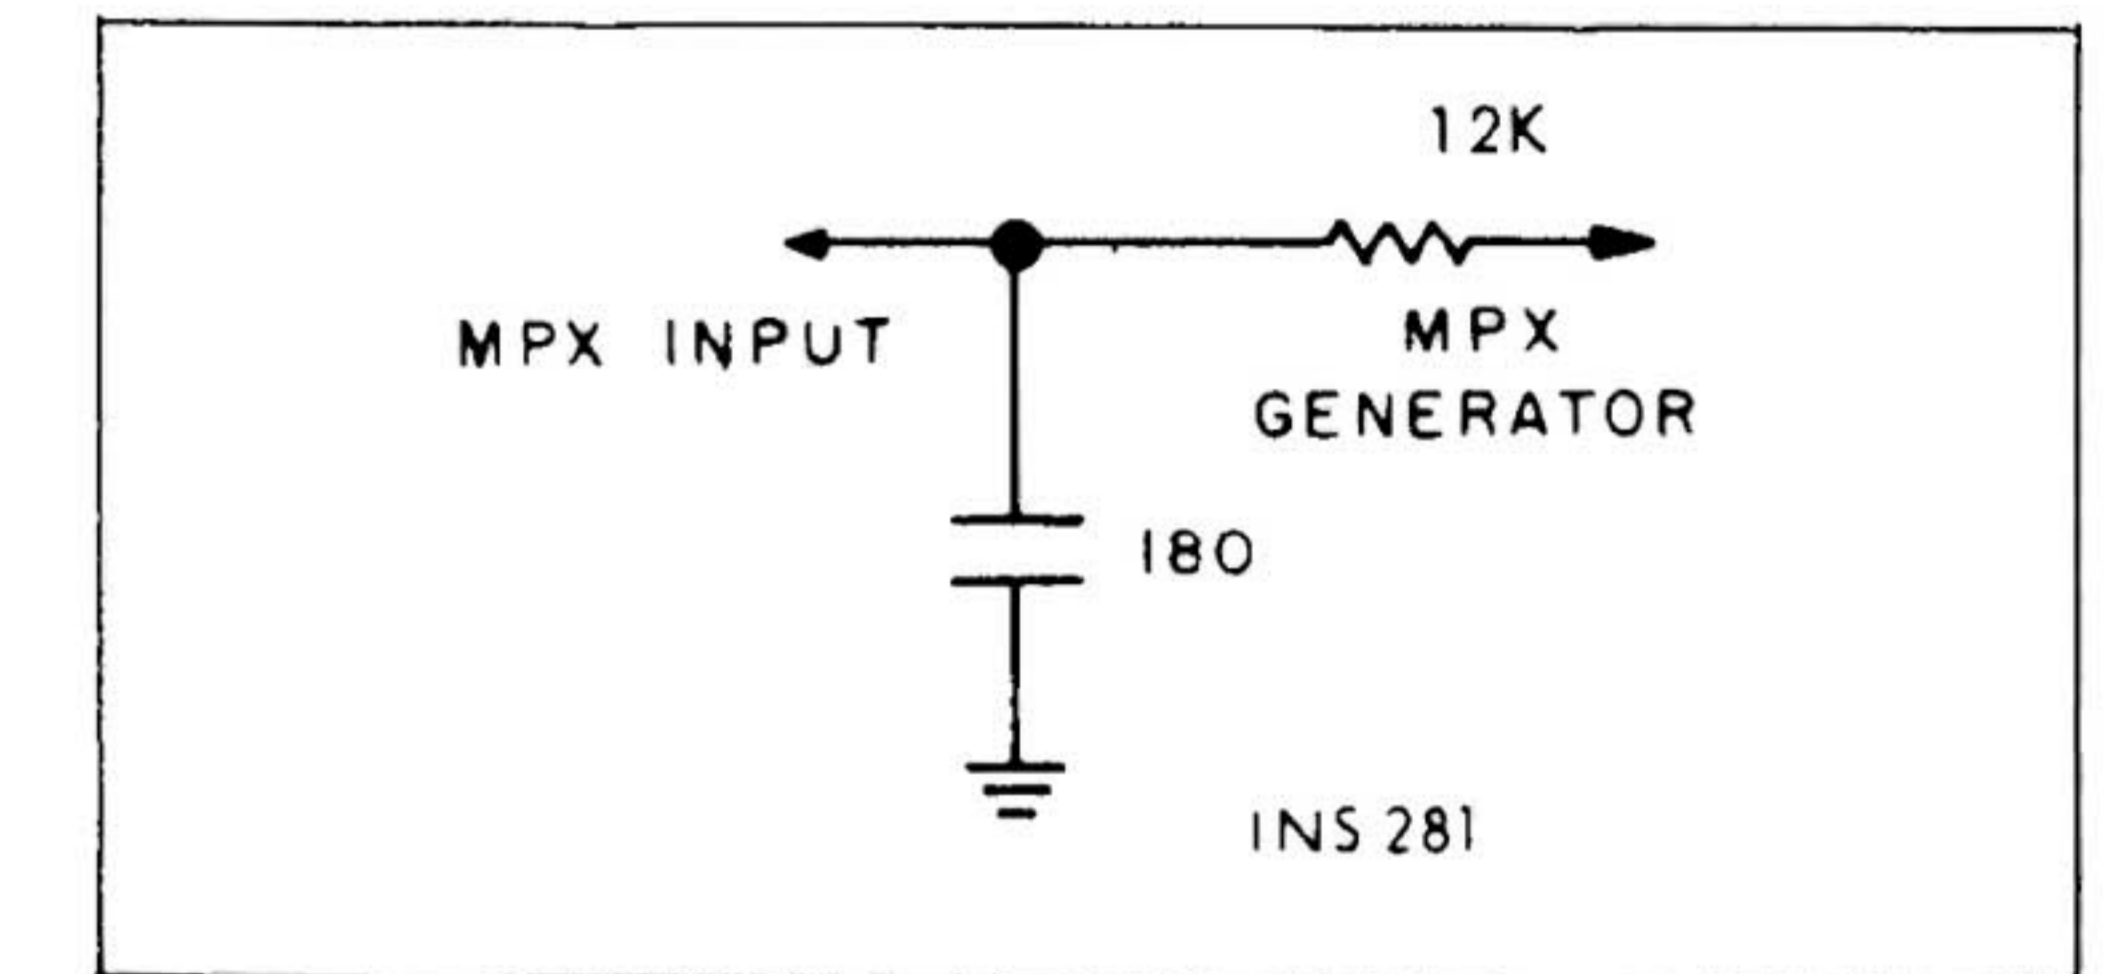 12K
MPX INPUT
MPX
GENERATOR
180
INS 281